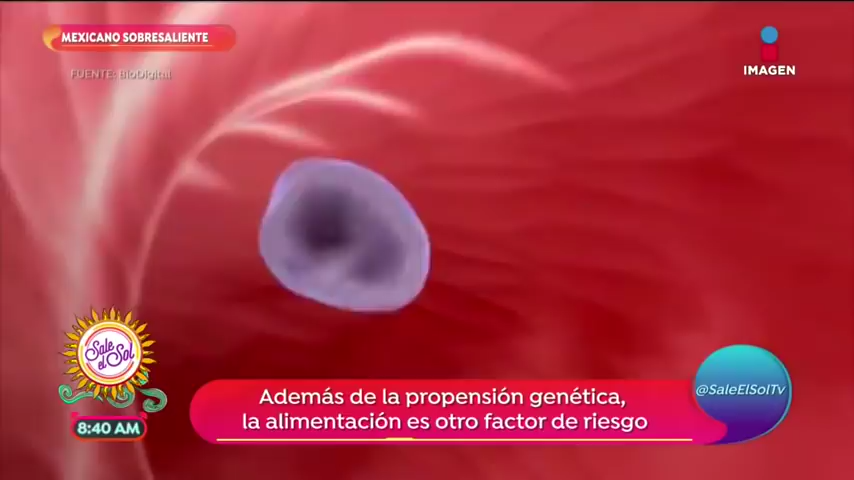 MEXICANO SOBRESALIENTE
FUENTE: BioDigital
IMAGEN
Sale
el Sol
8:40 AM
Además de la propensión genética,
la alimentación es otro factor de riesgo
@SaleElSolTv